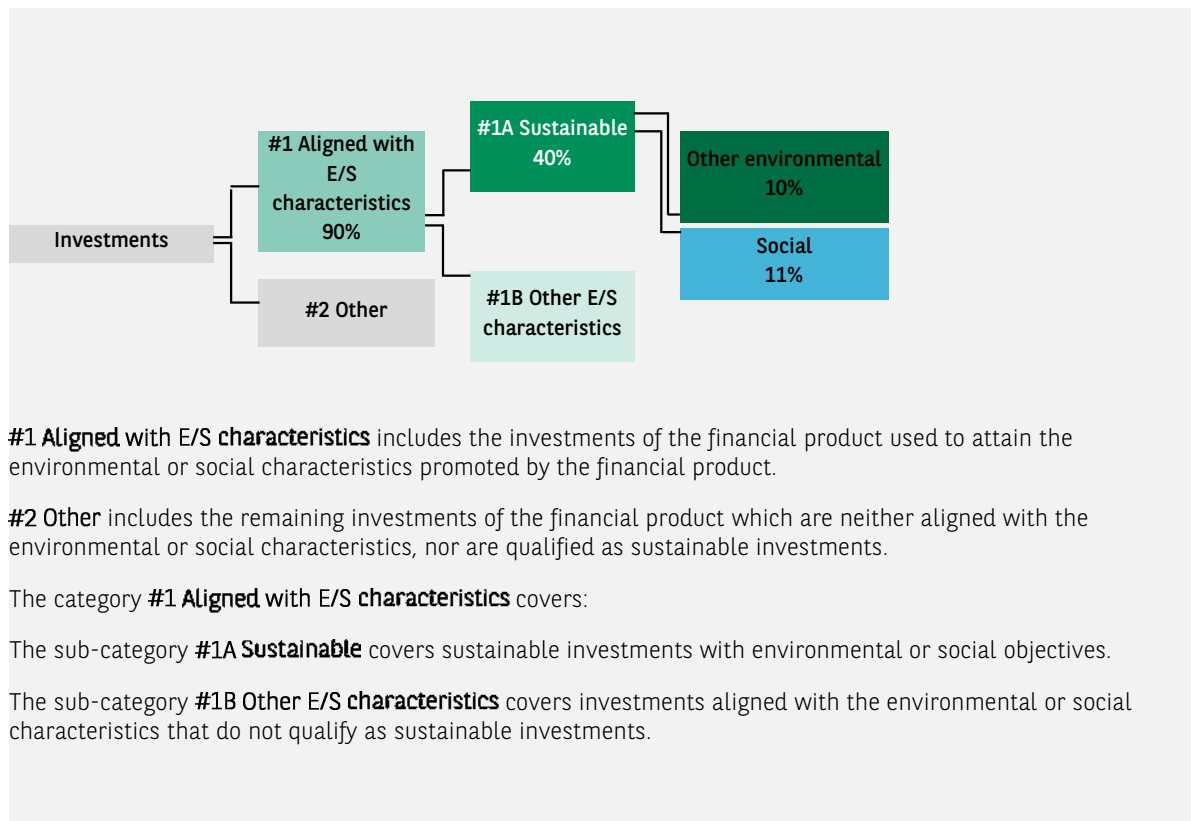 Investments
#1 Aligned with
E/S
characteristics
90%
#2 Other
#1A Sustainable
40%
#1B Other E/S
characteristics
Other environmental
10%
Social
11%
#1 Aligned with E/S characteristics includes the investments of the financial product used to attain the
environmental or social characteristics promoted by the financial product.
#2 Other includes the remaining investments of the financial product which are neither aligned with the
environmental or social characteristics, nor are qualified as sustainable investments.
The category #1 Aligned with E/S characteristics covers:
The sub-category #1A Sustainable covers sustainable investments with environmental or social objectives.
The sub-category #1B Other E/S characteristics covers investments aligned with the environmental or social
characteristics that do not qualify as sustainable investments.